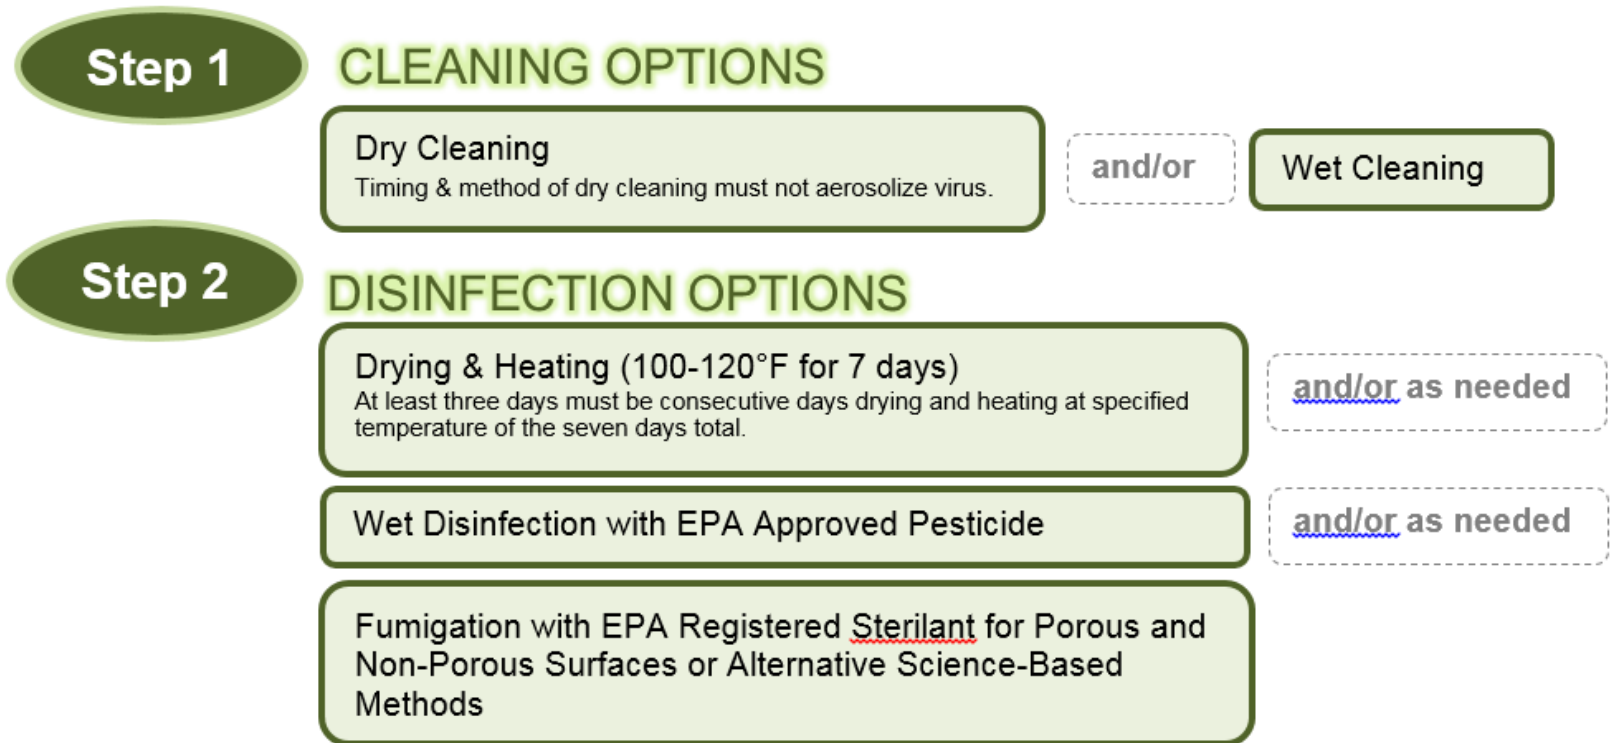 Step 1
CLEANING OPTIONS
Dry Cleaning
Timing & method of dry cleaning must not aerosolize virus.
and/or
Wet Cleaning
Step 2
DISINFECTION OPTIONS
Drying & Heating (100-120°F for 7 days)
At least three days must be consecutive days drying and heating at specified
temperature of the seven days total.
and/or as needed
Wet Disinfection with EPA Approved Pesticide
and/or as needed
Fumigation with EPA Registered Sterilant for Porous and
Non-Porous Surfaces or Alternative Science-Based
Methods